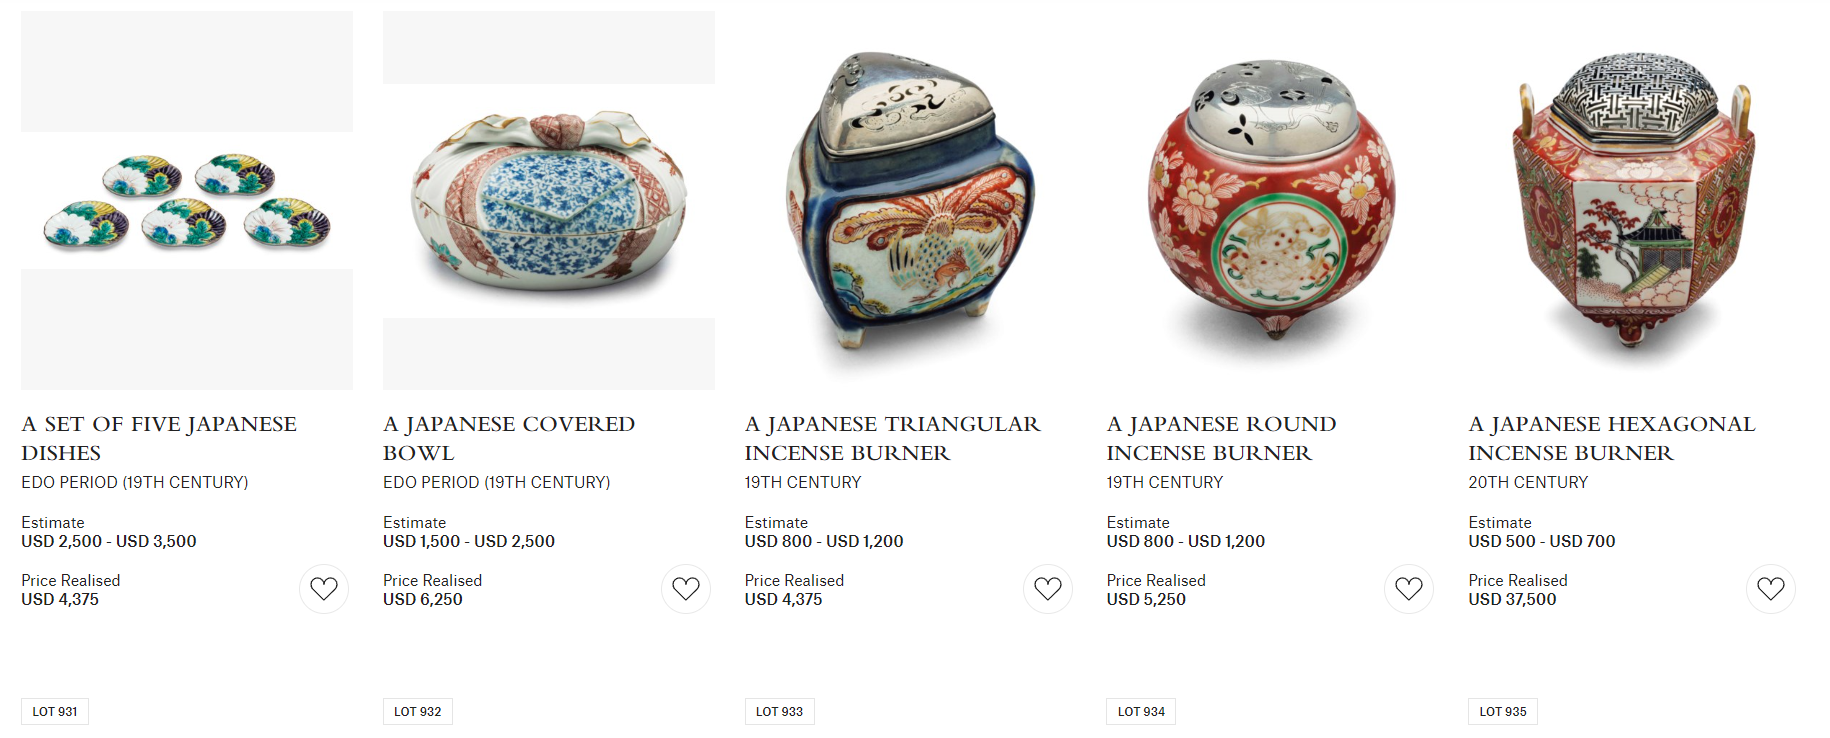 A SET OF FIVE JAPANESE
DISHES
EDO PERIOD (19TH CENTURY)
Estimate
USD 2,500 - USD 3,500
Price Realised
USD 4,375
A JAPANESE COVERED
BOWL
EDO PERIOD (19TH CENTURY)
Estimate
USD 1,500 - USD 2,500
Price Realised
USD 6,250
A JAPANESE TRIANGULAR
INCENSE BURNER
19TH CENTURY
Estimate
USD 800 - USD 1,200
Price Realised
USD 4,375
A JAPANESE ROUND
INCENSE BURNER
19TH CENTURY
Estimate
USD 800 - USD 1,200
Price Realised
USD 5,250
A JAPANESE HEXAGONAL
INCENSE BURNER
20TH CENTURY
Estimate
USD 500 - USD 700
Price Realised
USD 37,500
LOT 931
LOT 932
LOT 933
LOT 934
LOT 935